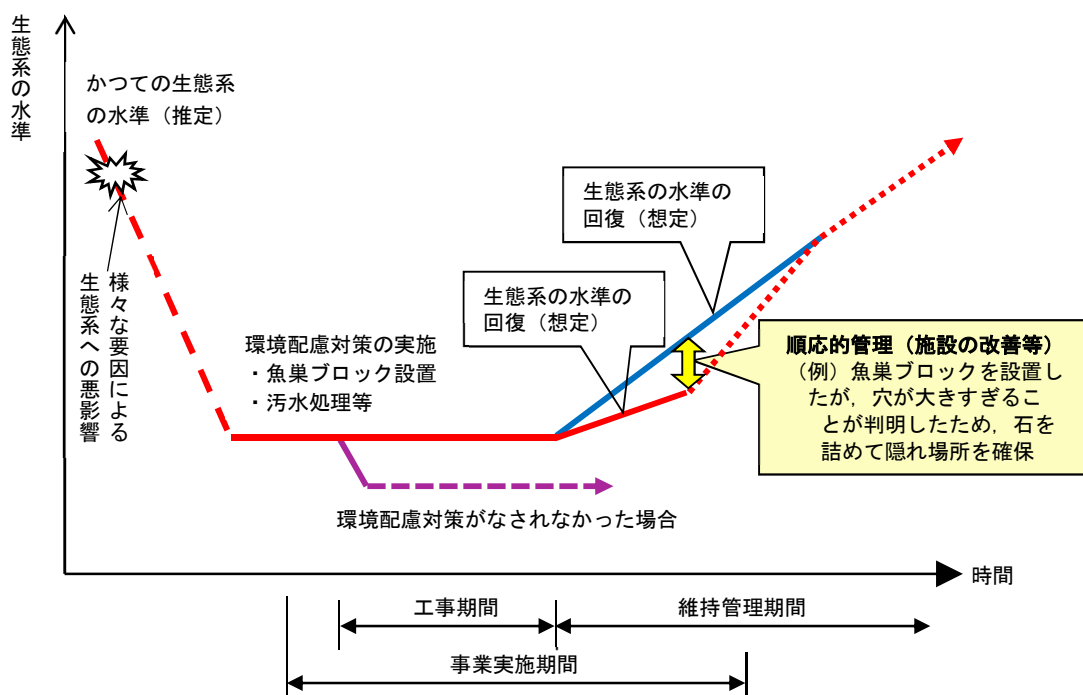 生態系の水準
かつての生態系
の水準（推定）
様々な要因による
生態系への悪影響
環境配慮対策の実施
・魚巣ブロック設置
・汚水処理等
生態系の水準の
回復（想定）
生態系の水準の
回復（想定）
順応的管理（施設の改善等）
（例）魚巣ブロックを設置し
たが，穴が大きすぎるこ
とが判明したため，石を
詰めて隠れ場所を確保
環境配慮対策がなされなかった場合
時間
工事期間
維持管理期間
事業実施期間